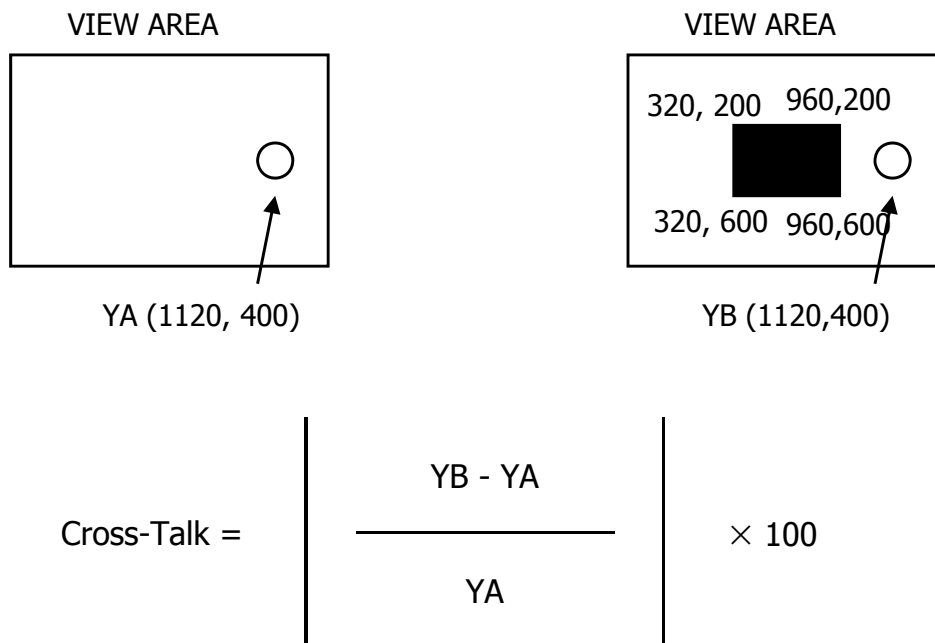 VIEW AREA
VIEW AREA
320, 200
960,200
320, 600
960,600
YA (1120, 400)
YB (1120,400)
YB - YA
Cross-Talk =
× 100
YA